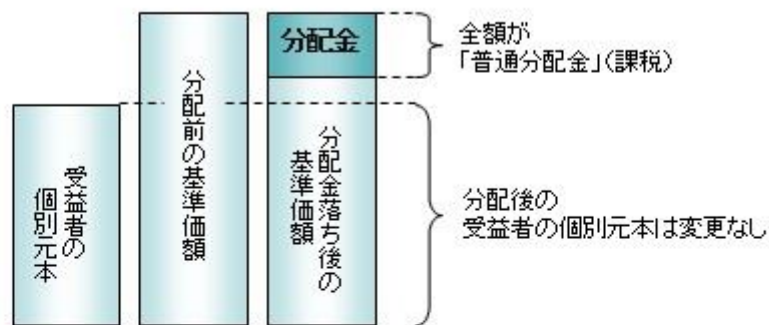 受益者の
個別元本
分配前の基準価額
分配金
分配金落ち後の
基準価額
全額が
「普通分配金」(課税)
分配後の
受益者の個別元本は変更なし